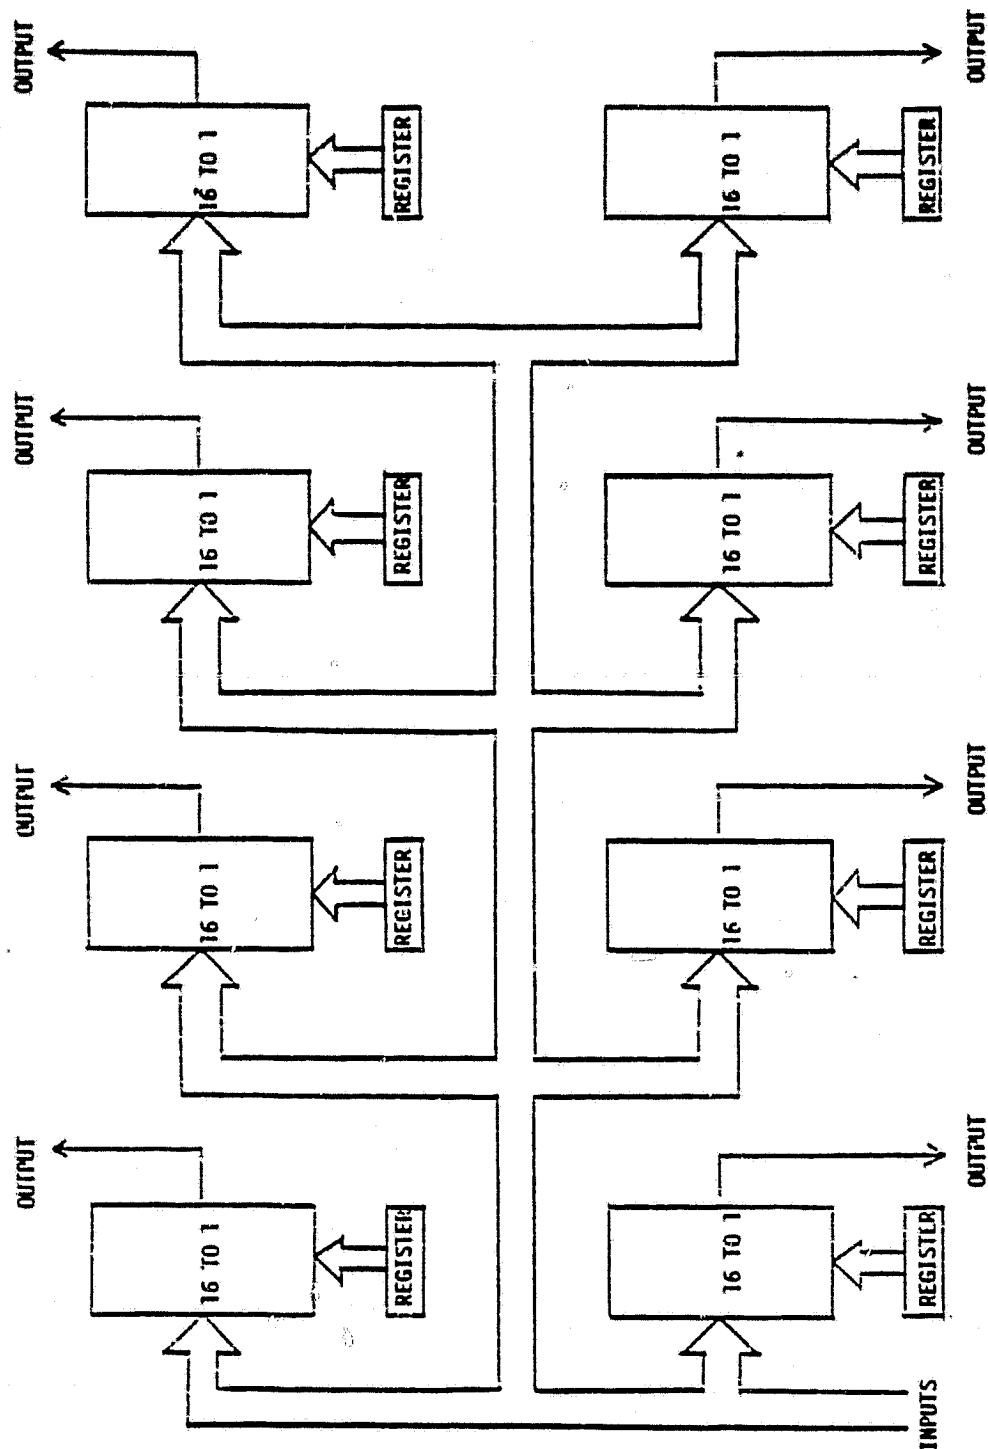 OUTPUT
OUTPUT
OUTPUT
OUTPUT
16 TO 1
16 TO 1
16 TO 1
16 TO 1
REGISTER
REGISTER
REGISTER
REGISTER
16 TO 1
16 TO 1
16 TO 1
16 TO 1
INPUTS
REGISTER
REGISTER
REGISTER
REGISTER
OUTPUT
OUTPUT
OUTPUT
OUTPUT